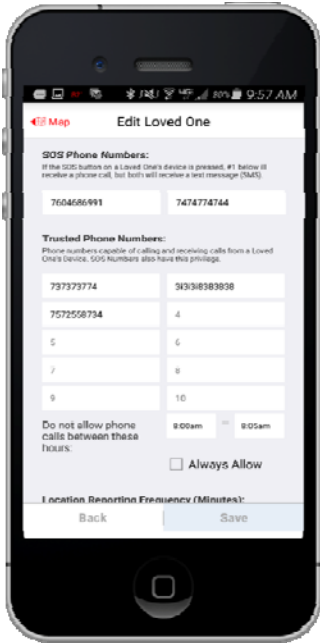 80% 9:57 AM
Map Edit Loved One
SOS Phone Numbers:
If the SOS button on a Loved One's device is pressed, #1 below ill
receive a phone call, but both will receive a text message (SMS).
7604686991 7474774744
Trusted Phone Numbers:
Phone numbers capable of calling and receiving calls from a Loved
One's Device. SOS Numbers also have this privilege.
737373774 3i3i3i8383838
7572558734 4
5 6
7 8
9 10
Do not allow phone 8:00am – 8:05am
calls between these
hours:
Always Allow
Location Reporting Frequency (Minutes):
Back Save